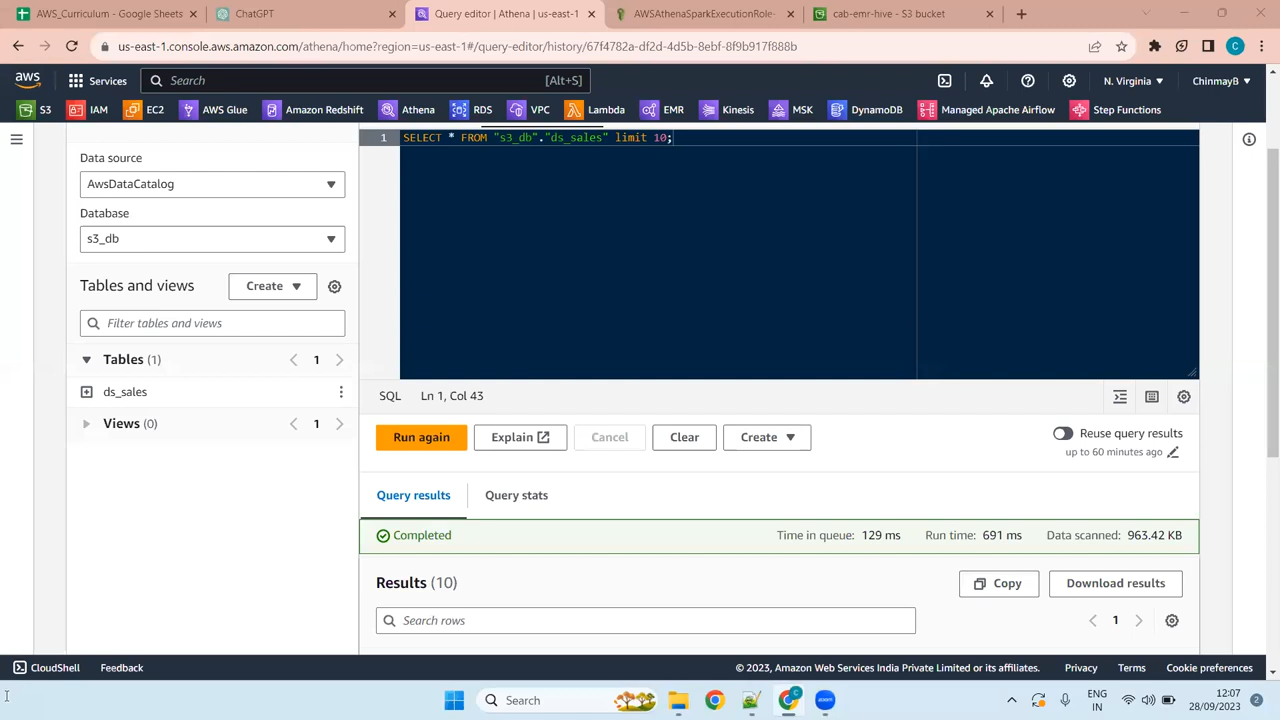 AWS_Curriculum - Google Sheets
ChatGPT
Query editor | Athena | us-east-1
AWSAthenaSparkExecutionRole-
cab-emr-hive - S3 bucket
us-east-1.console.aws.amazon.com/athena/home?region=us-east-1#/query-editor/history/67f4782a-df2d-4d5b-8ebf-8f9b917f888b
C
aws
Services
Search
[Alt+S]
N. Virginia
ChinmayB
S3
IAM
EC2
AWS Glue
Amazon Redshift
Athena
RDS
VPC
Lambda
EMR
Kinesis
MSK
DynamoDB
Managed Apache Airflow
Step Functions
Data source
AwsDataCatalog
Database
s3_db
Tables and views
Create
Filter tables and views
Tables (1)
1
ds_sales
Views (0)
1
1 SELECT * FROM "s3_db"."ds_sales" limit 10;
SQL
Ln 1, Col 43
Run again
Explain
Cancel
Clear
Create
Reuse query results
up to 60 minutes ago
Query results
Query stats
Completed
Time in queue: 129 ms
Run time: 691 ms
Data scanned: 963.42 KB
Results (10)
Copy
Download results
Search rows
1
CloudShell
Feedback
© 2023, Amazon Web Services India Private Limited or its affiliates.
Privacy
Terms
Cookie preferences
Search
C
zoom
ENG
IN
12:07
28/09/2023
2